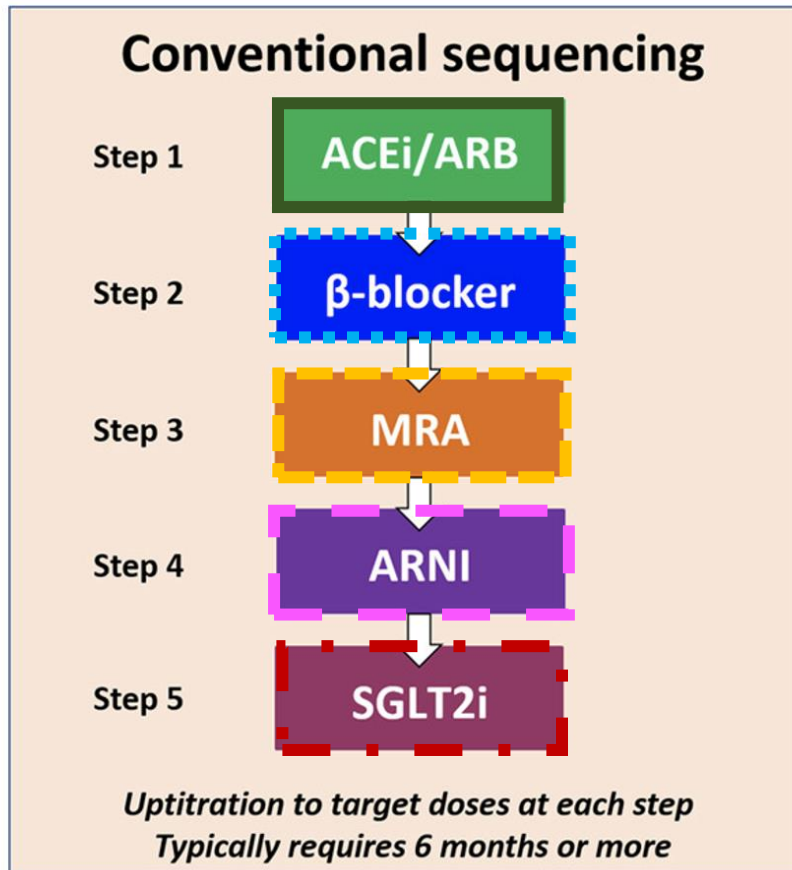 Conventional sequencing
Step 1 ACEi/ARB
Step 2 β-blocker
Step 3 MRA
Step 4 ARNI
Step 5 SGLT2i
Uptitration to target doses at each step
Typically requires 6 months or more